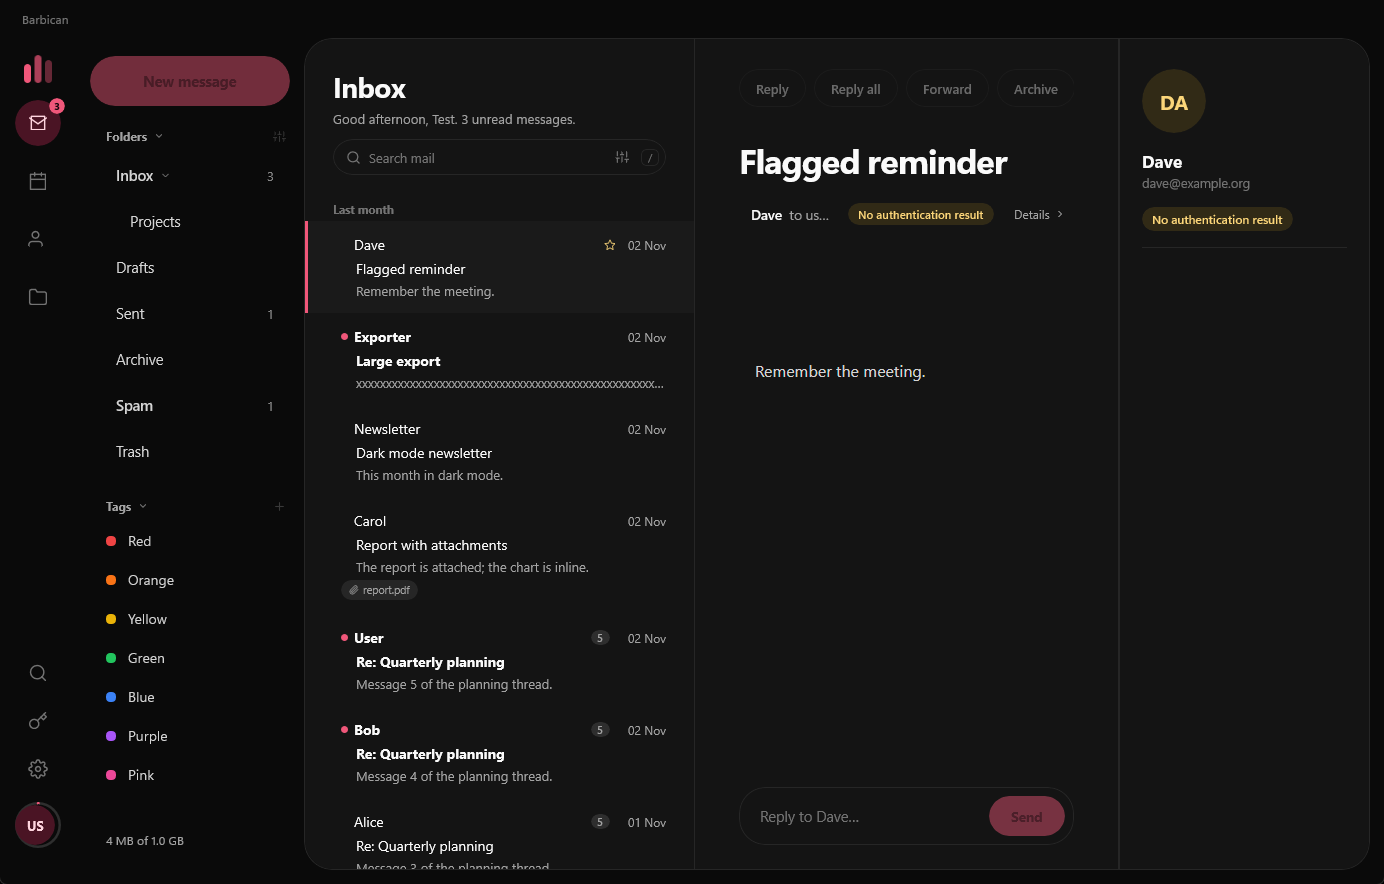 Barbican
3
New message
Folders
Inbox
3
Projects
Drafts
Sent
1
Archive
Spam
1
Trash
Tags
Red
Orange
Yellow
Green
Blue
Purple
Pink
US
4 MB of 1.0 GB
Inbox
Good afternoon, Test. 3 unread messages.
Search mail
/
Last month
Dave
02 Nov
Flagged reminder
Remember the meeting.
Exporter
02 Nov
Large export
Newsletter
02 Nov
Dark mode newsletter
This month in dark mode.
Carol
02 Nov
Report with attachments
The report is attached; the chart is inline.
report.pdf
User
5
02 Nov
Re: Quarterly planning
Message 5 of the planning thread.
Bob
5
02 Nov
Re: Quarterly planning
Message 4 of the planning thread.
Alice
5
01 Nov
Re: Quarterly planning
Message 3 of the planning thread.
Reply
Reply all
Forward
Archive
Flagged reminder
Dave to us...
No authentication result
Details
Remember the meeting.
Reply to Dave...
Send
DA
Dave
dave@example.org
No authentication result